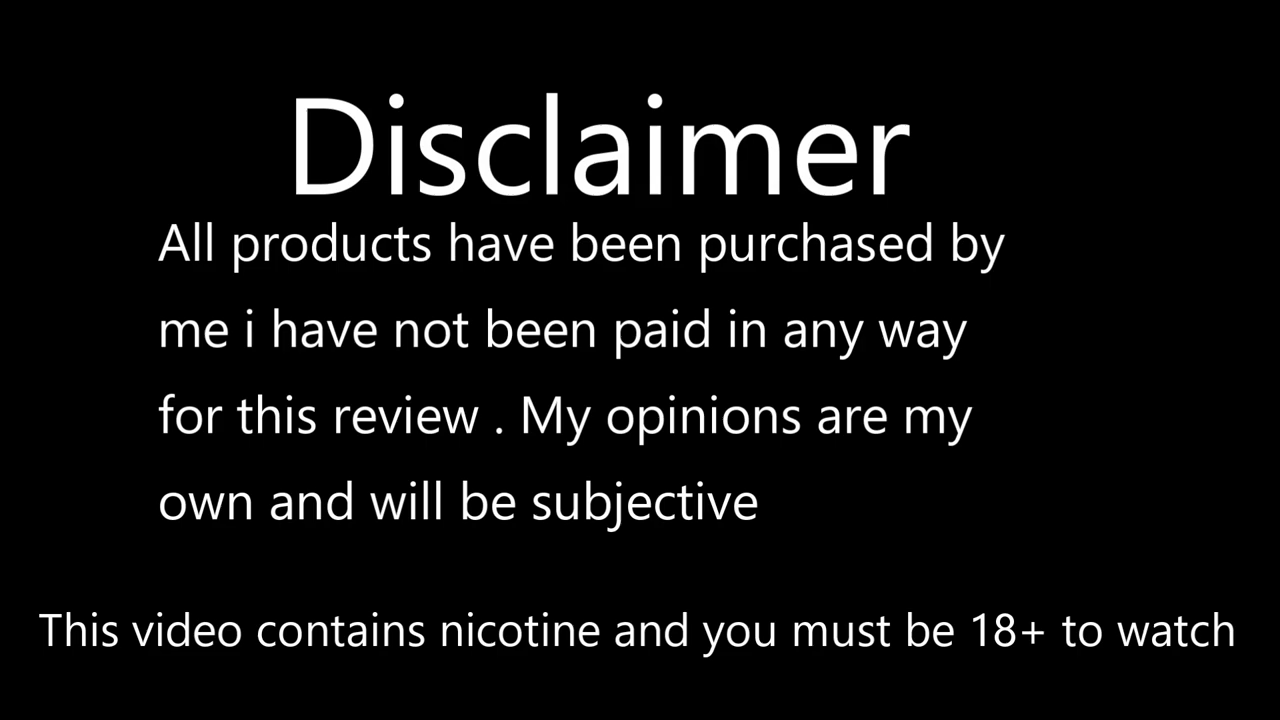 Disclaimer
All products have been purchased by
me i have not been paid in any way
for this review . My opinions are my
own and will be subjective
This video contains nicotine and you must be 18+ to watch